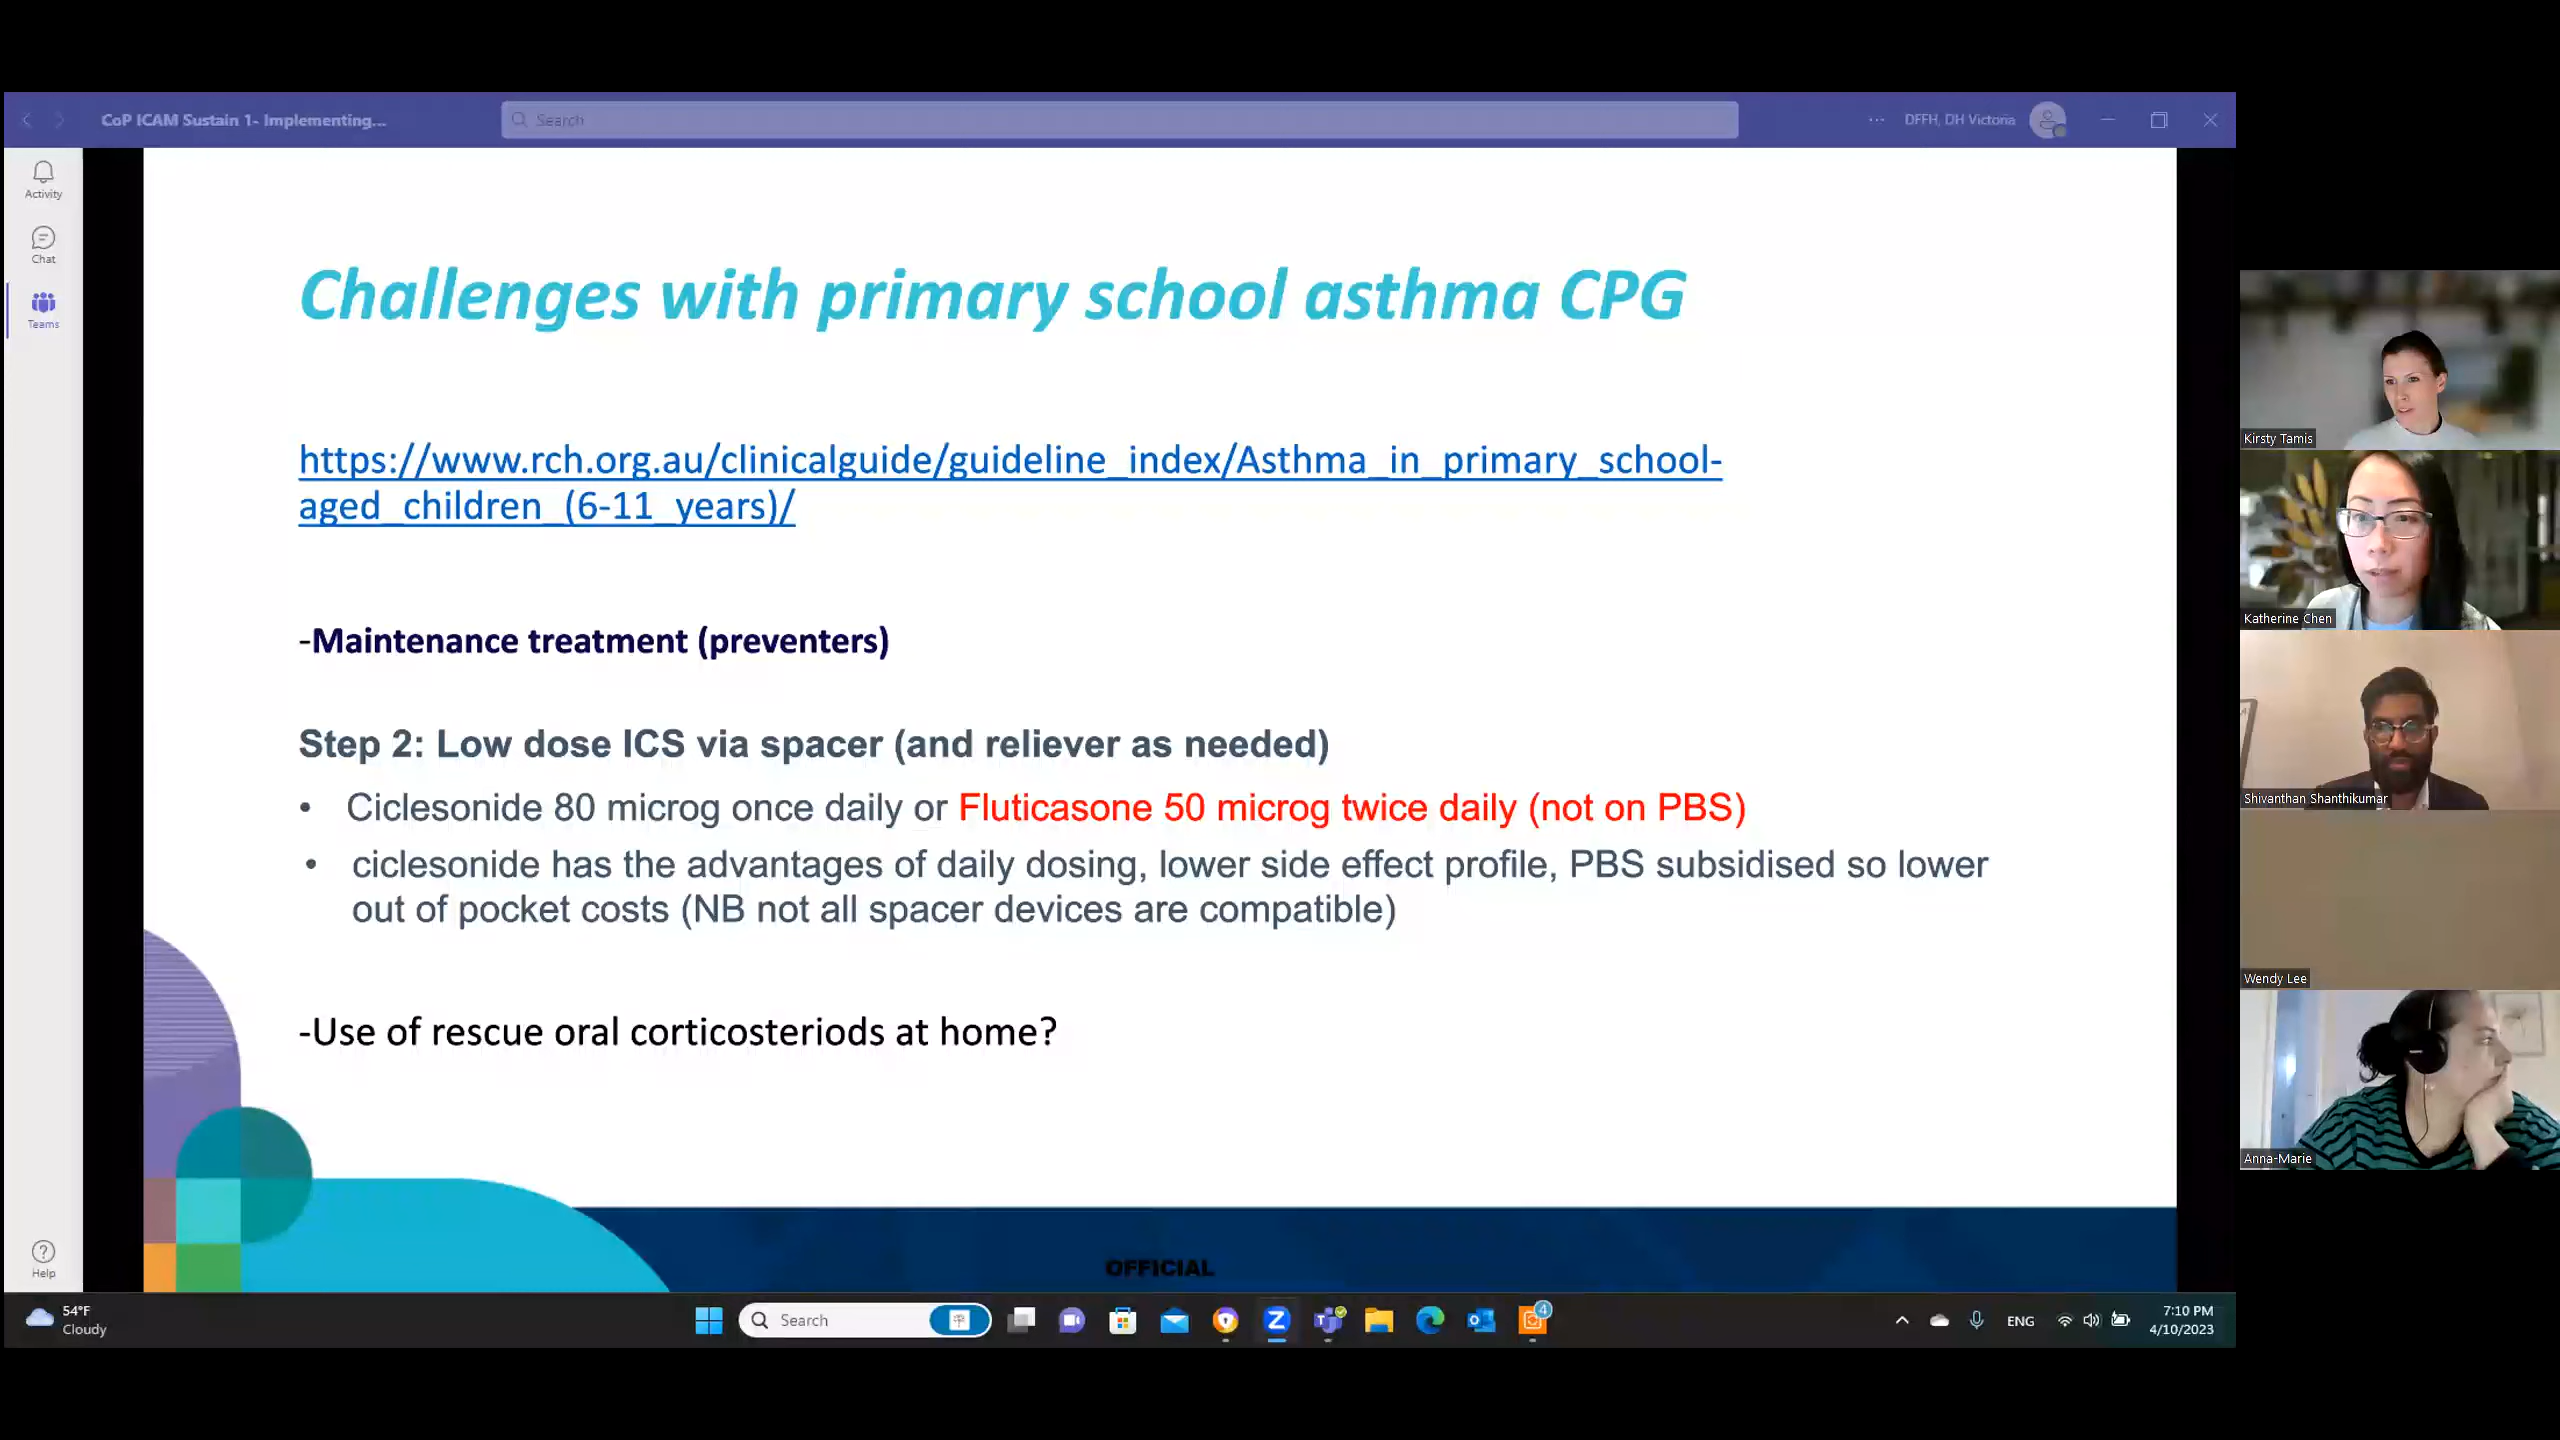 CoP ICAM Sustain 1- Implementing...
Search
DFFH, DH Victoria
Activity
Chat
Teams
Help
Challenges with primary school asthma CPG
https://www.rch.org.au/clinicalguide/guideline_index/Asthma_in_primary_school-
aged_children_(6-11_years)/
-Maintenance treatment (preventers)
Step 2: Low dose ICS via spacer (and reliever as needed)
• Ciclesonide 80 microg once daily or Fluticasone 50 microg twice daily (not on PBS)
• ciclesonide has the advantages of daily dosing, lower side effect profile, PBS subsidised so lower
out of pocket costs (NB not all spacer devices are compatible)
-Use of rescue oral corticosteriods at home?
OFFICIAL
Kirsty Tamis
Katherine Chen
Shivanthan Shanthikumar
Wendy Lee
Anna-Marie
54°F
Cloudy
Search
4
ENG
7:10 PM
4/10/2023